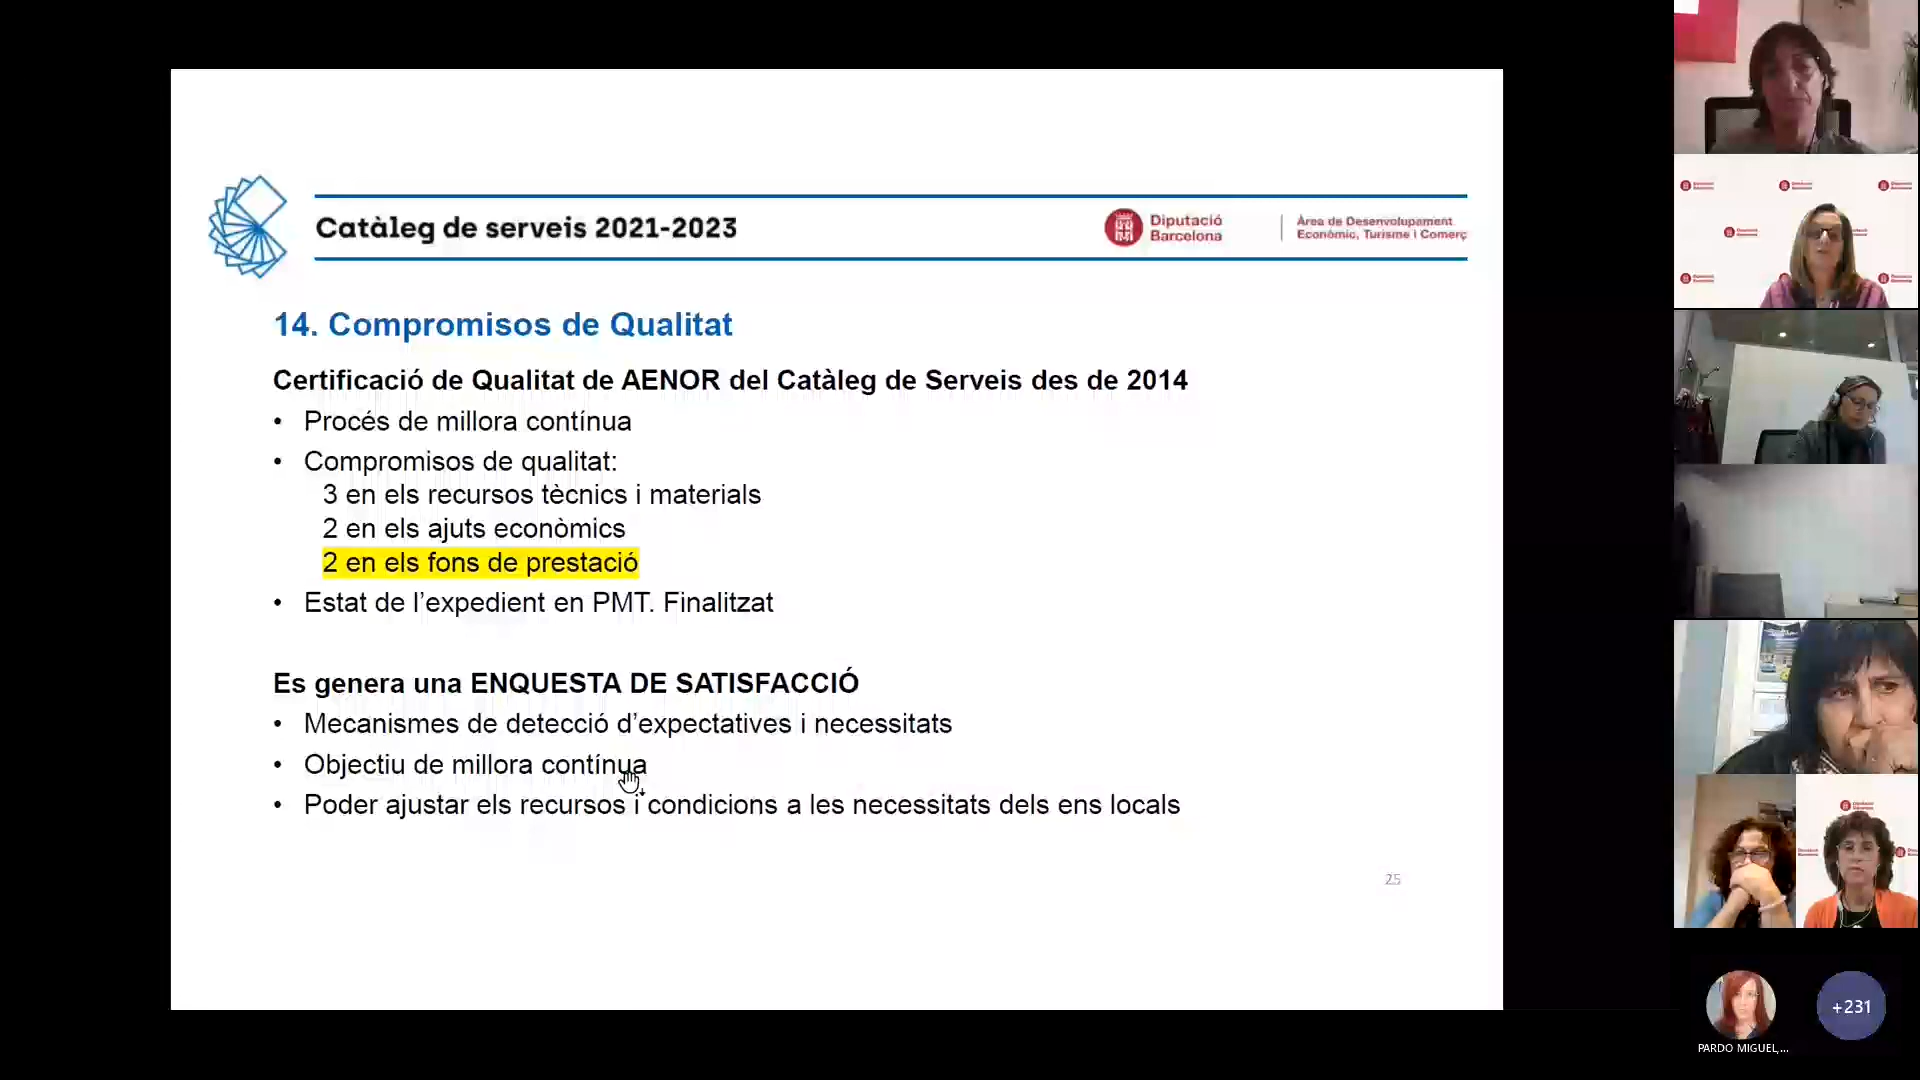 Catàleg de serveis 2021-2023
Diputació
Barcelona
Àrea de Desenvolupament
Econòmic, Turisme i Comerç
14. Compromisos de Qualitat
Certificació de Qualitat de AENOR del Catàleg de Serveis des de 2014
• Procés de millora contínua
• Compromisos de qualitat:
3 en els recursos tècnics i materials
2 en els ajuts econòmics
2 en els fons de prestació
• Estat de l’expedient en PMT. Finalitzat
Es genera una ENQUESTA DE SATISFACCIÓ
• Mecanismes de detecció d’expectatives i necessitats
• Objectiu de millora contínua
• Poder ajustar els recursos i condicions a les necessitats dels ens locals
25
+231
PARDO MIGUEL,...